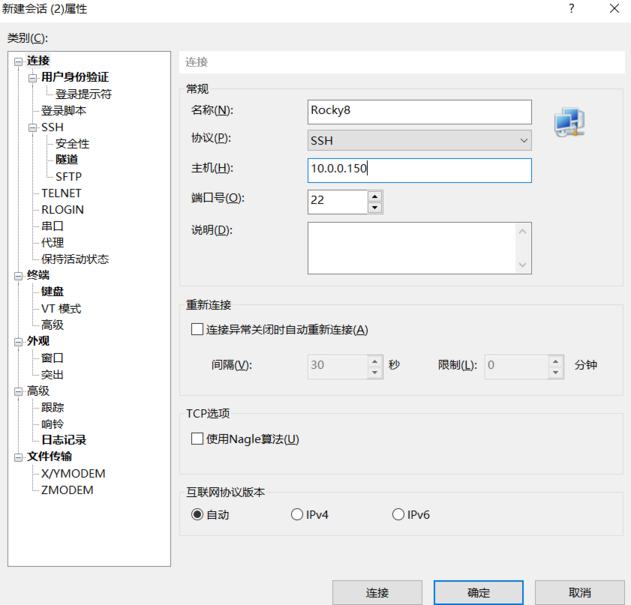 新建会话 (2)属性
?
类别(C):
连接
用户身份验证
登录提示符
登录脚本
SSH
安全性
隧道
SFTP
TELNET
RLOGIN
串口
代理
保持活动状态
终端
键盘
VT 模式
高级
外观
窗口
突出
高级
跟踪
响铃
日志记录
文件传输
X/YMODEM
ZMODEM
连接
常规
名称(N):
Rocky8
协议(P):
SSH
主机(H):
10.0.0.150
端口号(O):
22
说明(D):
重新连接
连接异常关闭时自动重新连接(A)
间隔(V):
30
秒
限制(L):
0
分钟
TCP选项
使用Nagle算法(U)
互联网协议版本
自动
IPv4
IPv6
连接
确定
取消